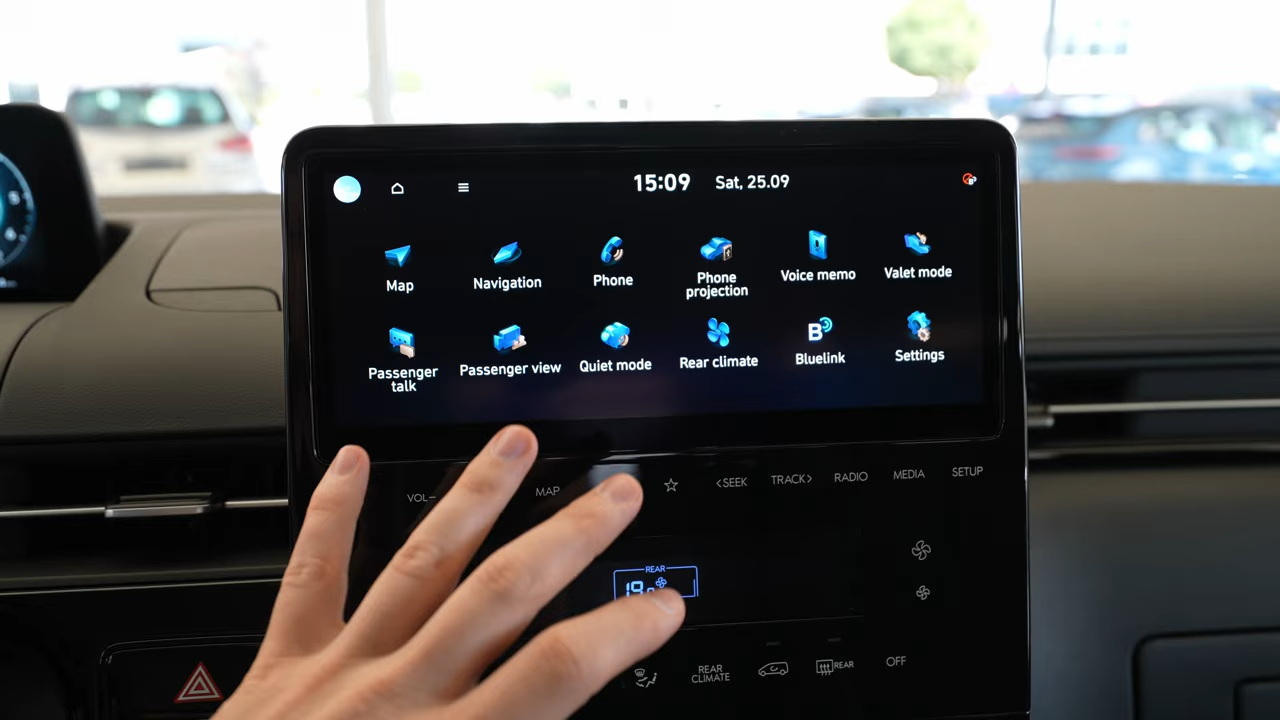 15:09 Sat, 25.09
Map Navigation Phone Phone projection Voice memo Valet mode
Passenger talk Passenger view Quiet mode Rear climate Bluelink Settings
VOL– MAP <SEEK TRACK> RADIO MEDIA SETUP
REAR
REAR CLIMATE REAR OFF